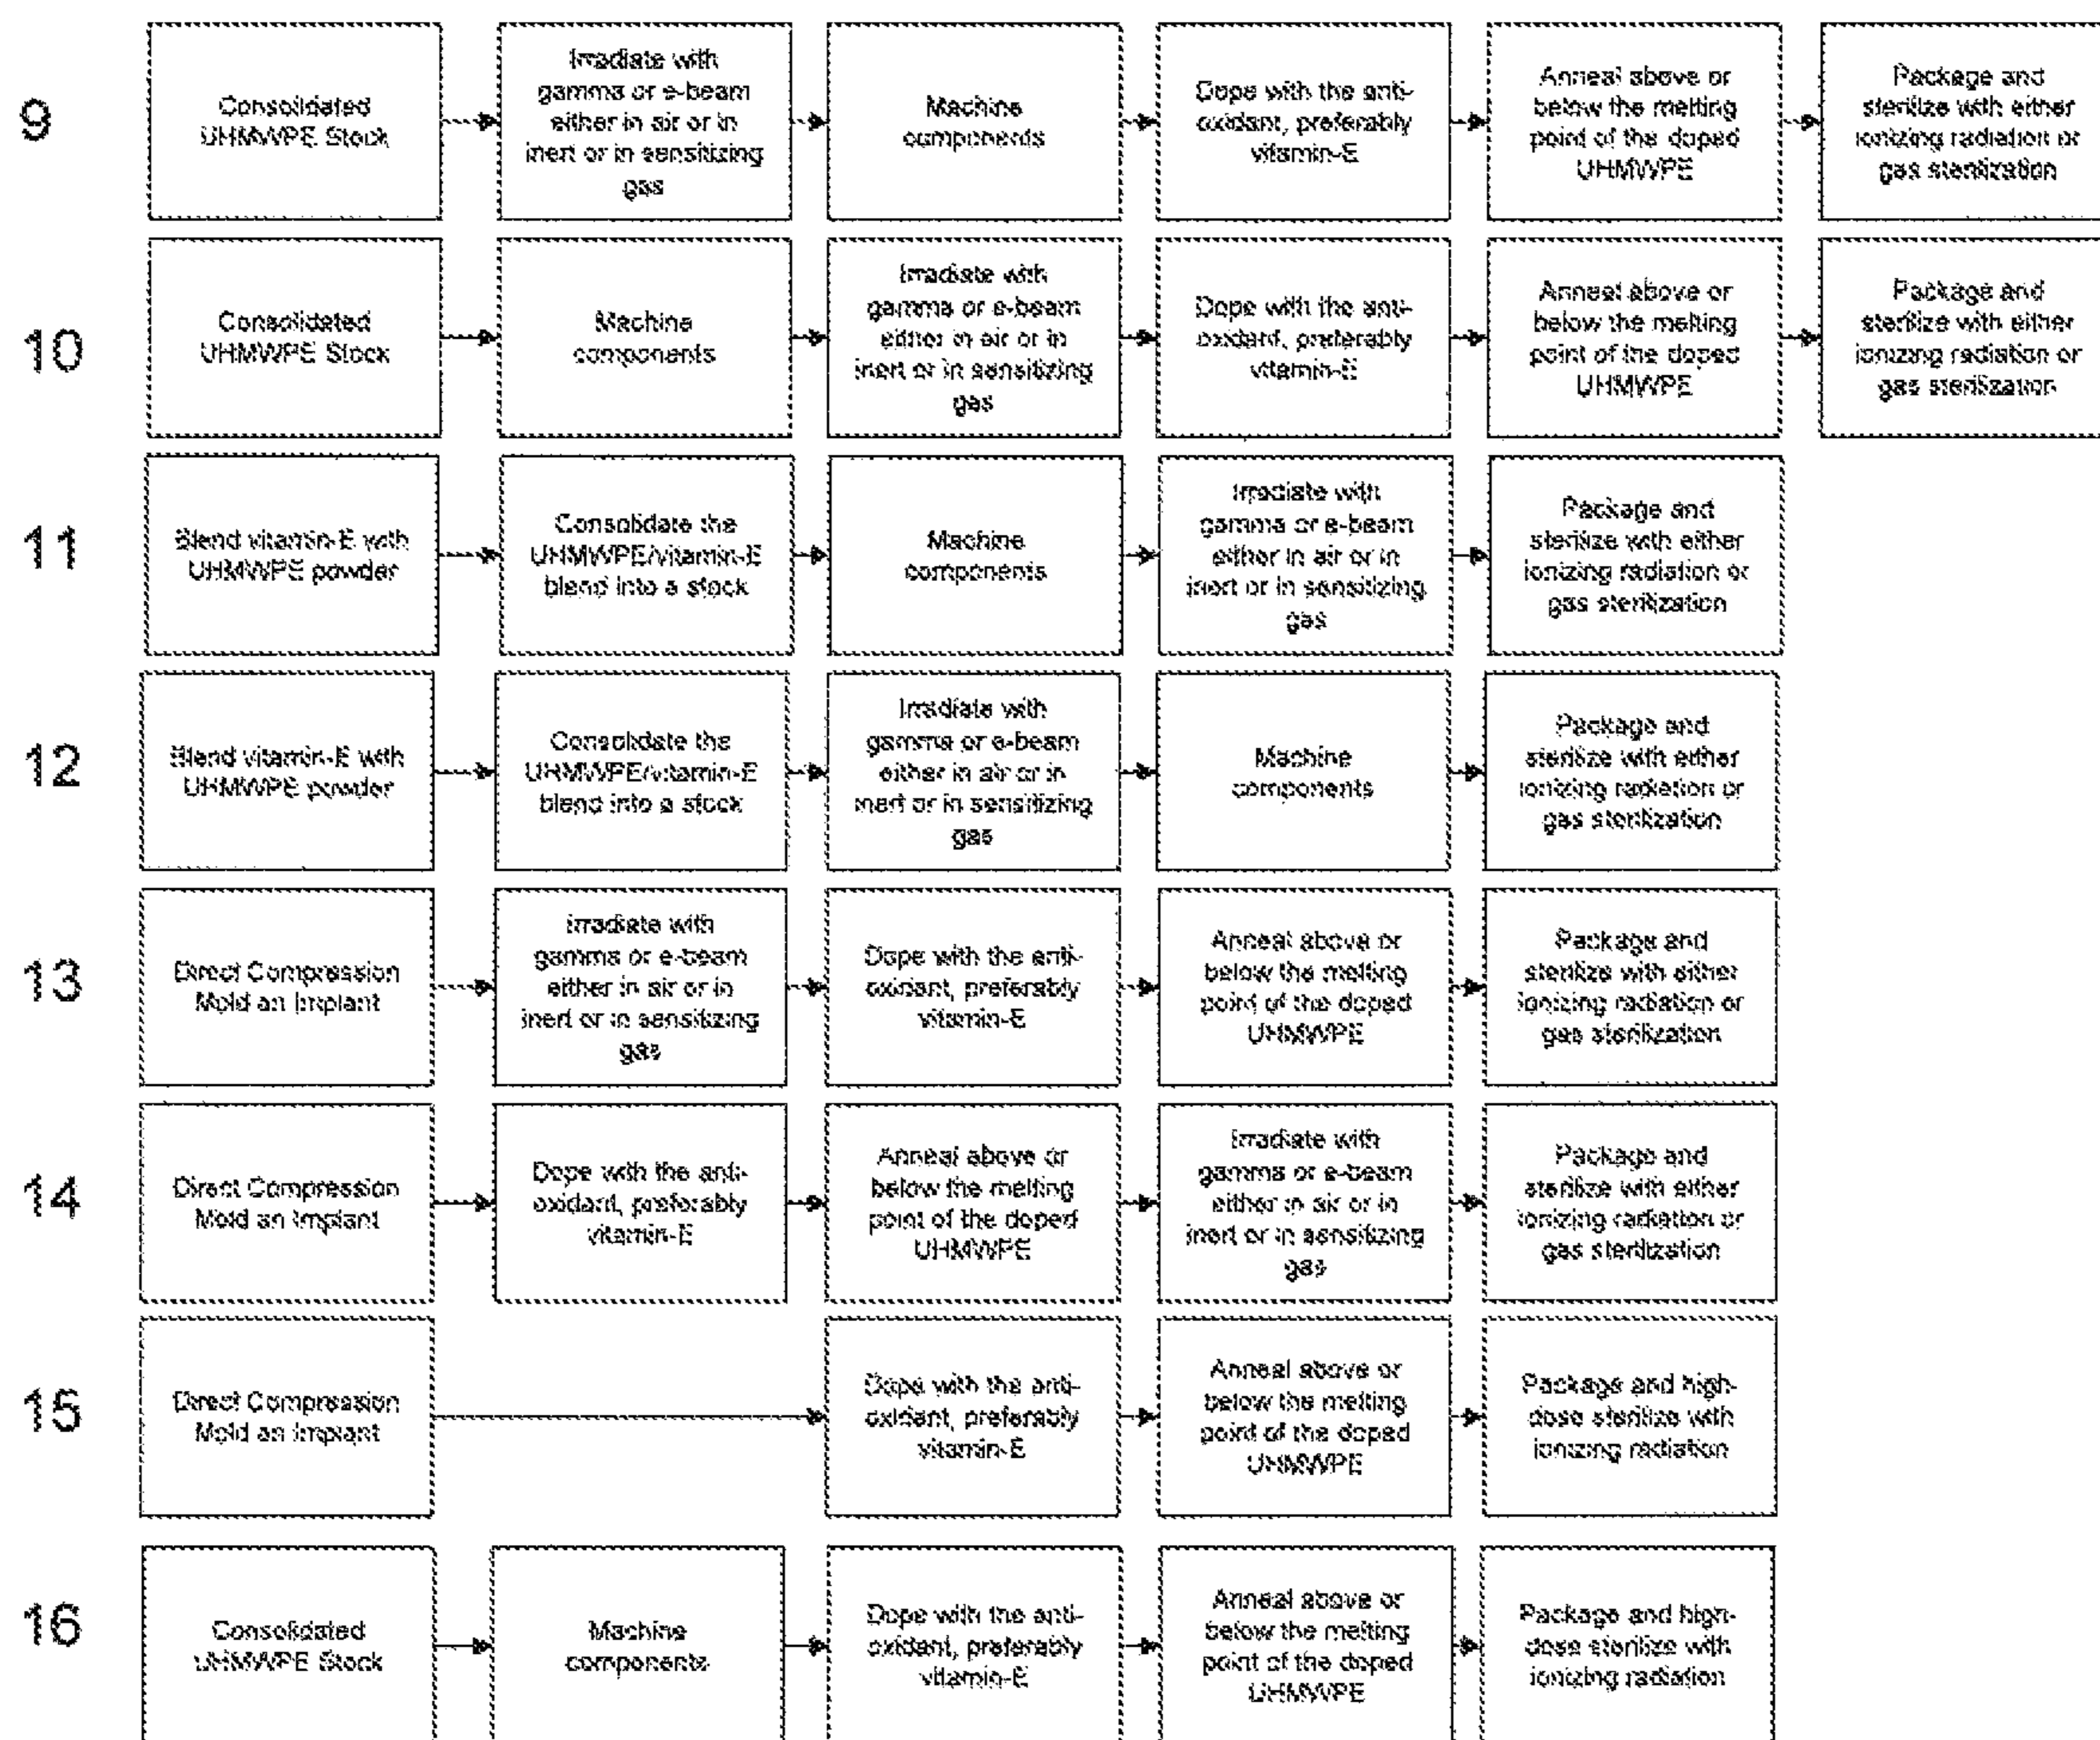 9
Consolidated
UHMWPE Stock
Irradiate with
gamma or e-beam
either in air or in
inert or in sensitizing
gas
Machine
components
Dope with the anti-
oxidant, preferably
vitamin-E
Anneal above or
below the melting
point of the doped
UHMWPE
Package and
sterilize with either
ionizing radiation or
gas sterilization
10
Consolidated
UHMWPE Stock
Machine
components
Irradiate with
gamma or e-beam
either in air or in
inert or in sensitizing
gas
Dope with the anti-
oxidant, preferably
vitamin-E
Anneal above or
below the melting
point of the doped
UHMWPE
Package and
sterilize with either
ionizing radiation or
gas sterilization
11
Blend vitamin-E with
UHMWPE powder
Consolidate the
UHMWPE/vitamin-E
blend into a stock
Machine
components
Irradiate with
gamma or e-beam
either in air or in
inert or in sensitizing
gas
Package and
sterilize with either
ionizing radiation or
gas sterilization
12
Blend vitamin-E with
UHMWPE powder
Consolidate the
UHMWPE/vitamin-E
blend into a stock
Irradiate with
gamma or e-beam
either in air or in
inert or in sensitizing
gas
Machine
components
Package and
sterilize with either
ionizing radiation or
gas sterilization
13
Direct Compression
Mold an Implant
Irradiate with
gamma or e-beam
either in air or in
inert or in sensitizing
gas
Dope with the anti-
oxidant, preferably
vitamin-E
Anneal above or
below the melting
point of the doped
UHMWPE
Package and
sterilize with either
ionizing radiation or
gas sterilization
14
Direct Compression
Mold an Implant
Dope with the anti-
oxidant, preferably
vitamin-E
Anneal above or
below the melting
point of the doped
UHMWPE
Irradiate with
gamma or e-beam
either in air or in
inert or in sensitizing
gas
Package and
sterilize with either
ionizing radiation or
gas sterilization
15
Direct Compression
Mold an Implant
Dope with the anti-
oxidant, preferably
vitamin-E
Anneal above or
below the melting
point of the doped
UHMWPE
Package and high-
dose sterilize with
ionizing radiation
16
Consolidated
UHMWPE Stock
Machine
components
Dope with the anti-
oxidant, preferably
vitamin-E
Anneal above or
below the melting
point of the doped
UHMWPE
Package and high-
dose sterilize with
ionizing radiation